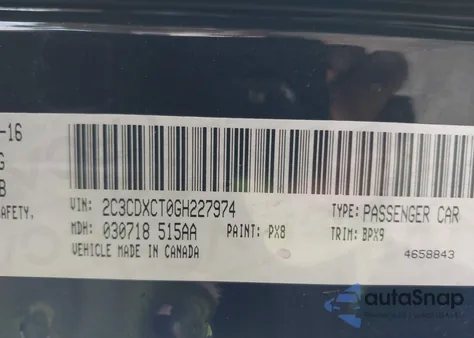 -16
G
B
SAFETY.
VIN: 2C3CDXCT0GH227974
TYPE: PASSENGER CAR
MDH: 030718 515AA
PAINT: PX8
TRIM: BPX9
VEHICLE MADE IN CANADA
4658843
autoSnap